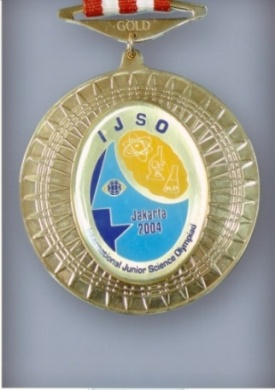 GOLD
IJSO
Jakarta
2004
International Junior Science Olympiad